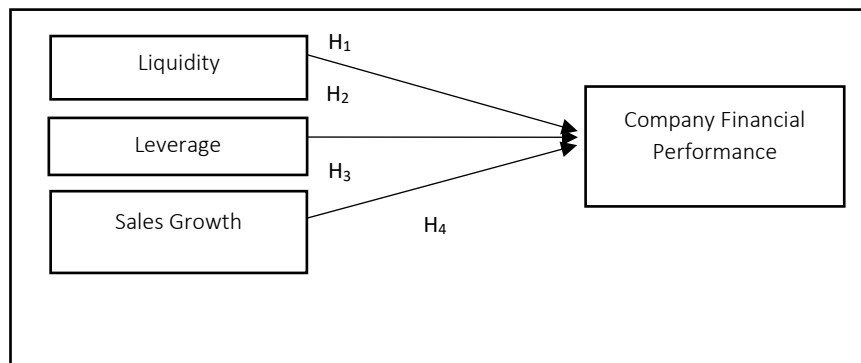 Liquidity
H₁
H₂
Leverage
H₃
Sales Growth
H₄
Company Financial
Performance